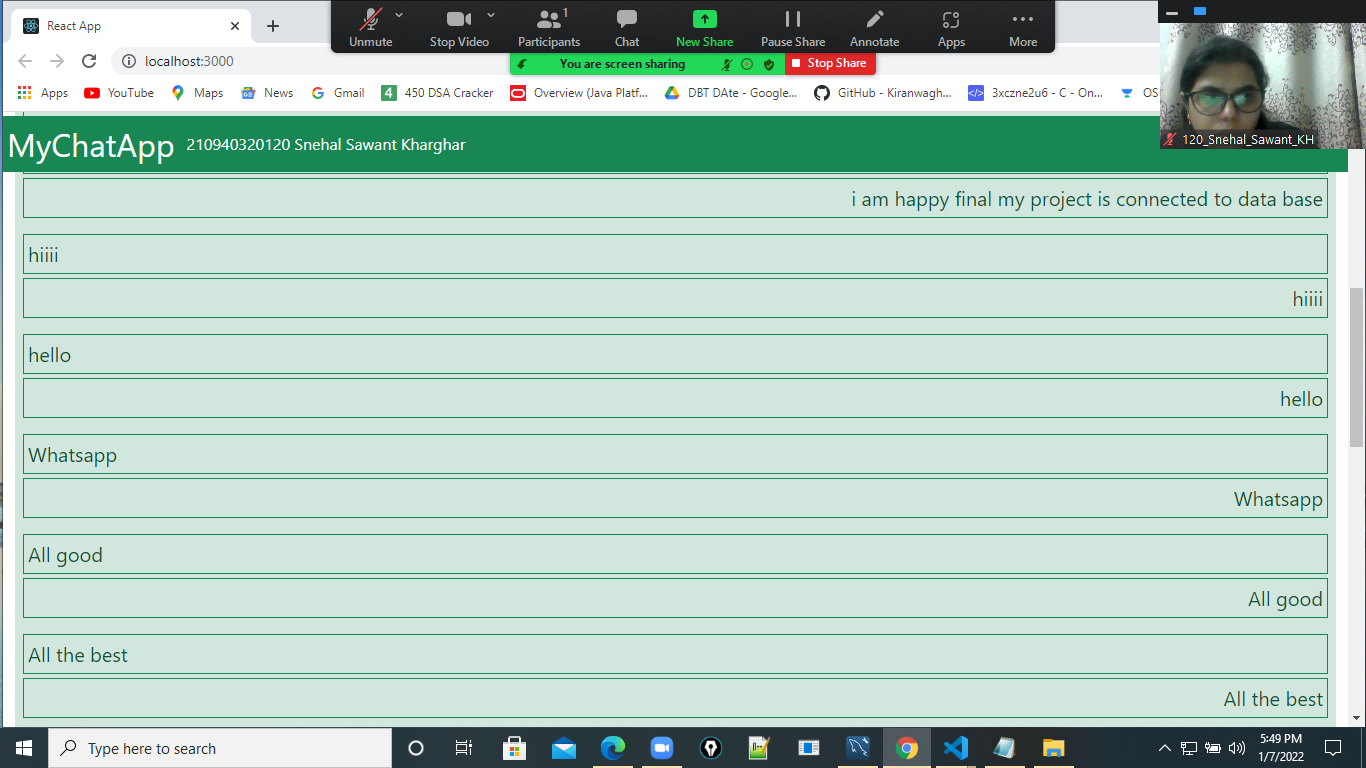 React App
Unmute
Stop Video
1
Participants
Chat
New Share
Pause Share
Annotate
Apps
More
localhost:3000
You are screen sharing
Stop Share
Apps
YouTube
Maps
News
Gmail
4
450 DSA Cracker
Overview (Java Platf...
DBT DAte - Google...
GitHub - Kiranwagh...
3xczne2u6 - C - On...
OS
120_Snehal_Sawant_KH
MyChatApp 210940320120 Snehal Sawant Kharghar
i am happy final my project is connected to data base
hiiii
hiiii
hello
hello
Whatsapp
Whatsapp
All good
All good
All the best
All the best
Type here to search
5:49 PM
1/7/2022